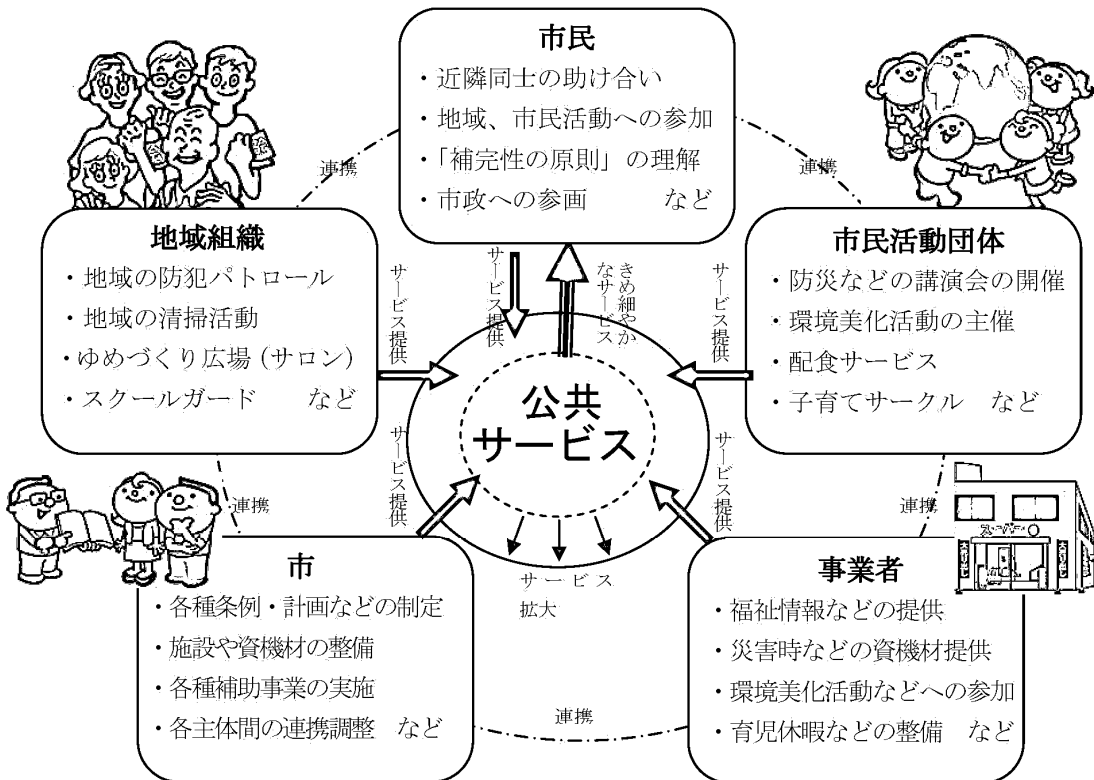 市民
・近隣同士の助け合い
・地域、市民活動への参加
・「補完性の原則」の理解
・市政への参画　　など
連携
連携
地域組織
・地域の防犯パトロール
・地域の清掃活動
・ゆめづくり広場（サロン）
・スクールガード　　など
市民活動団体
・防災などの講演会の開催
・環境美化活動の主催
・配食サービス
・子育てサークル　など
サービス提供
サービス提供
きめ細やか
なサービス
サービス提供
公共
サービス
サービス提供
サービス提供
連携
連携
サービス
拡大
市
・各種条例・計画などの制定
・施設や資機材の整備
・各種補助事業の実施
・各主体間の連携調整　など
スーパー
事業者
・福祉情報などの提供
・災害時などの資機材提供
・環境美化活動などへの参加
・育児休暇などの整備　など
連携